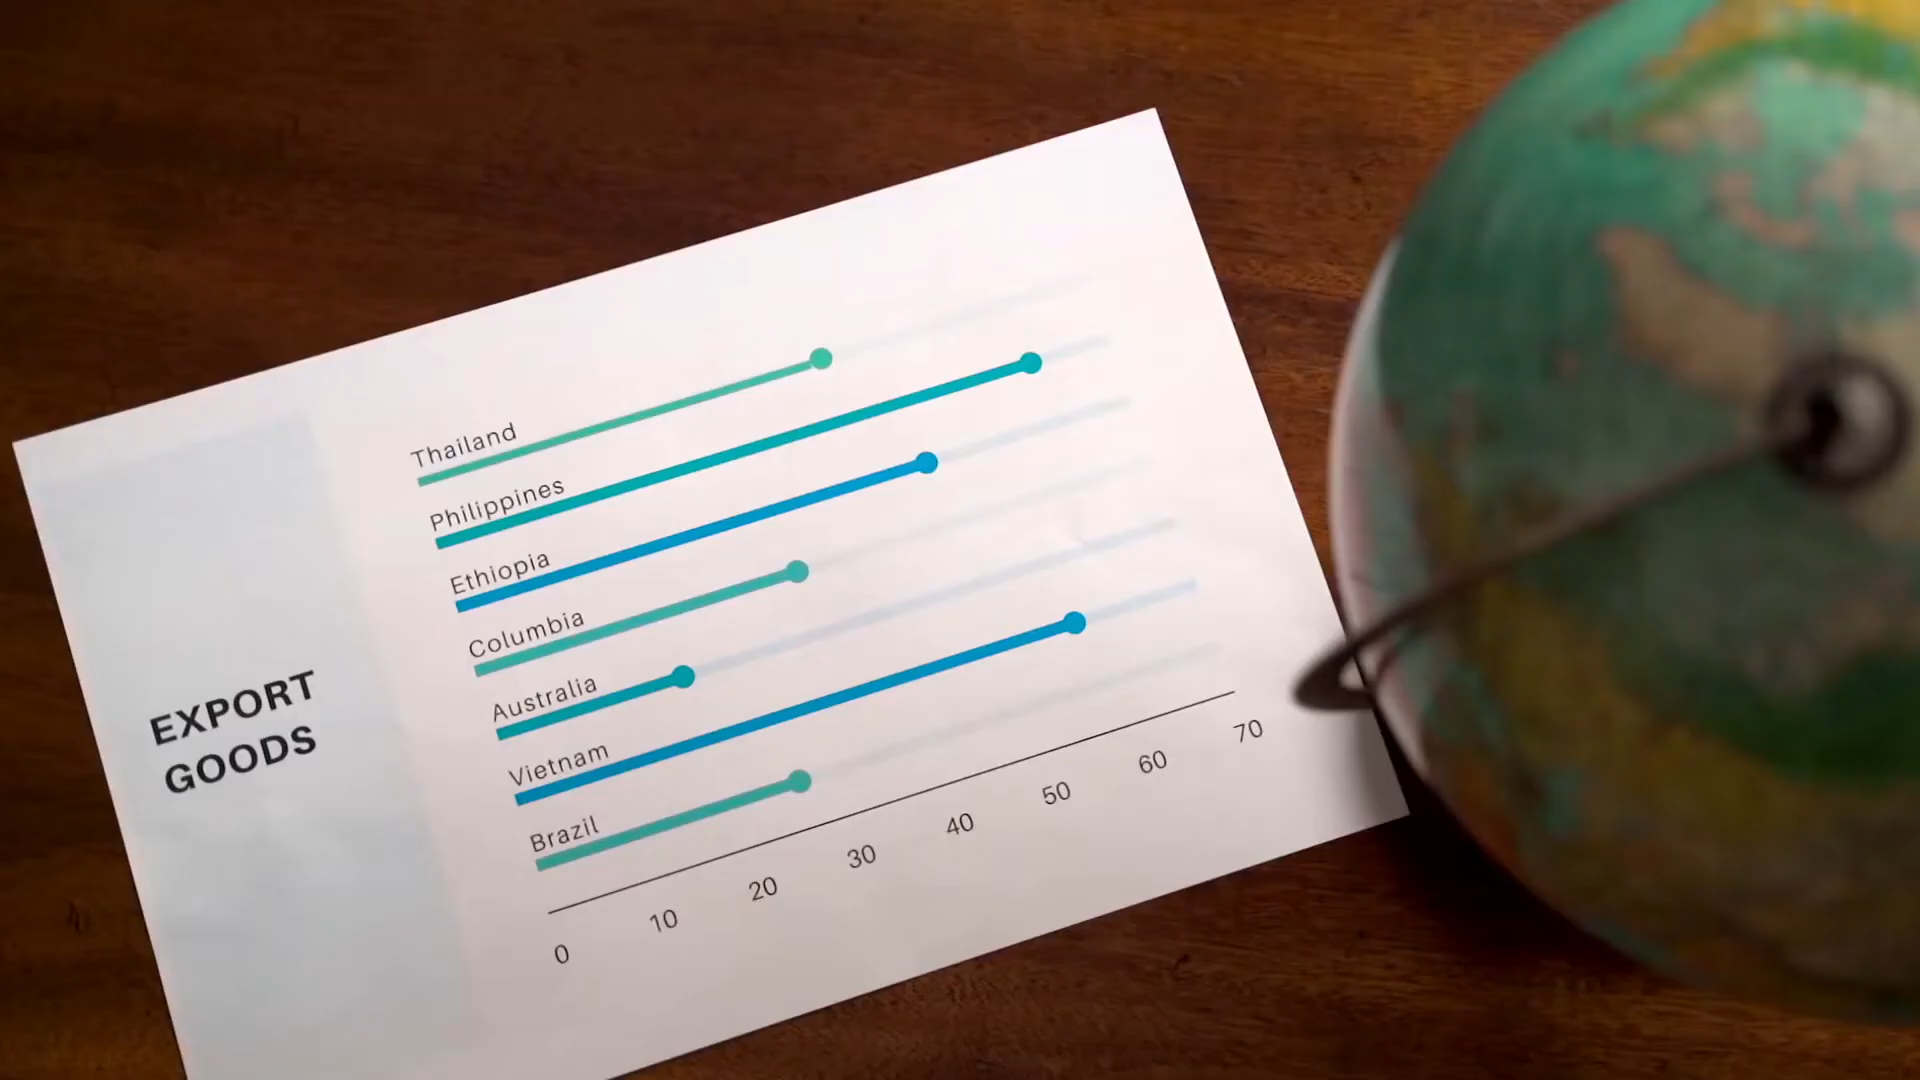 EXPORT
GOODS
Thailand
Philippines
Ethiopia
Columbia
Australia
Vietnam
Brazil
0 10 20 30 40 50 60 70